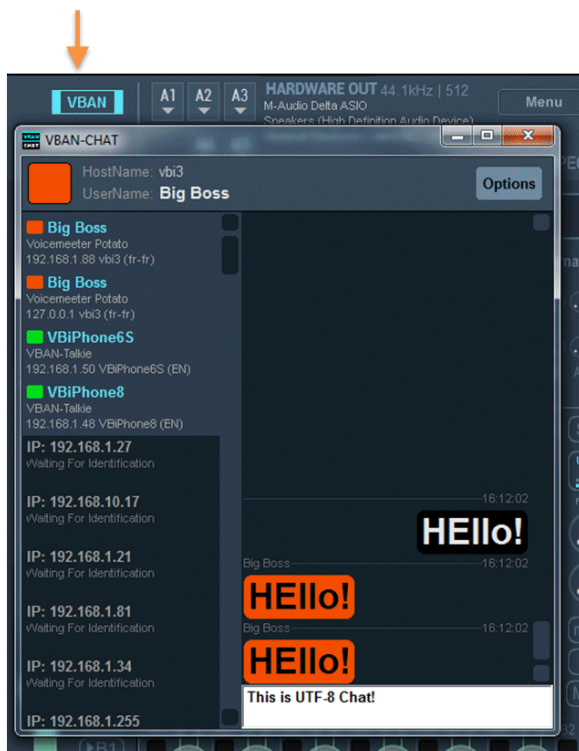 VBAN
A1 A2 A3
HARDWARE OUT 44.1kHz | 512
M-Audio Delta ASIO
Speakers (High Definition Audio Device)
Menu
VBAN-CHAT
HostName: vbi3
UserName: Big Boss
Options
Big Boss
Voicemeeter Potato
192.168.1.88 vbi3 (fr-fr)
Big Boss
Voicemeeter Potato
127.0.0.1 vbi3 (fr-fr)
VBiPhone6S
VBAN-Talkie
192.168.1.50 VBiPhone6S (EN)
VBiPhone8
VBAN-Talkie
192.168.1.48 VBiPhone8 (EN)
IP: 192.168.1.27
Waiting For Identification
IP: 192.168.10.17
Waiting For Identification
IP: 192.168.1.21
Waiting For Identification
IP: 192.168.1.81
Waiting For Identification
IP: 192.168.1.34
Waiting For Identification
IP: 192.168.1.255
16:12:02
HEllo!
Big Boss 16:12:02
HEllo!
Big Boss 16:12:02
HEllo!
This is UTF-8 Chat!
B1